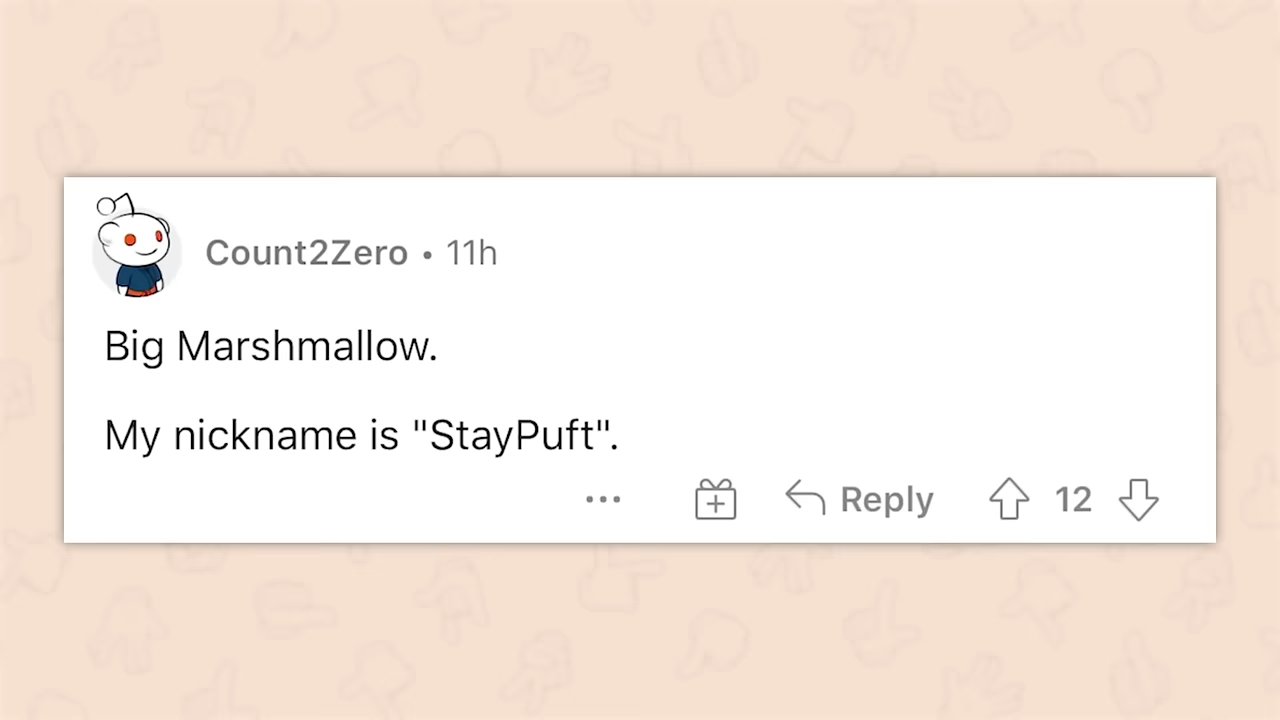 Count2Zero • 11h
Big Marshmallow.
My nickname is "StayPuft".
••• Reply 12